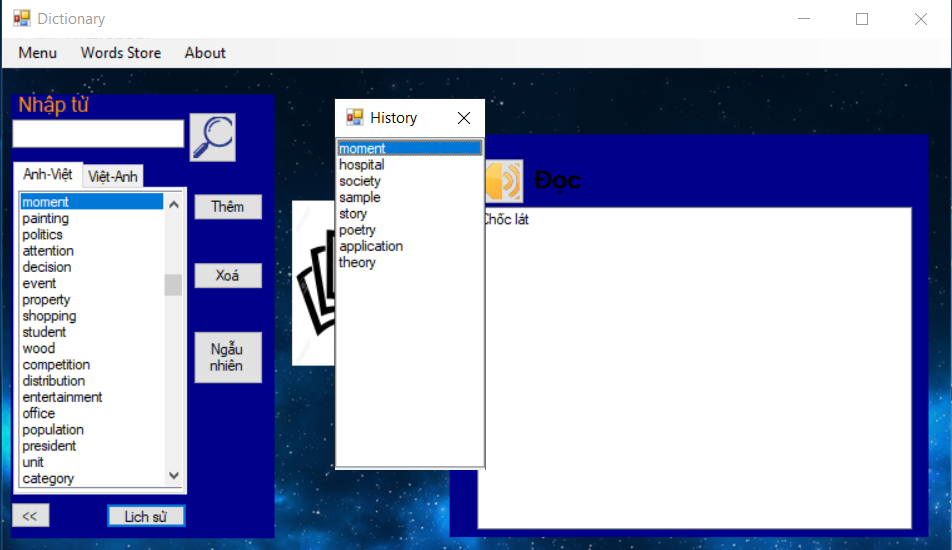 Dictionary
Menu Words Store About
Nhập từ
Anh-Việt Việt-Anh
moment
painting
politics
attention
decision
event
property
shopping
student
wood
competition
distribution
entertainment
office
population
president
unit
category
Thêm
Xoá
Ngẫu
nhiên
<< Lich sử
History
moment
hospital
society
sample
story
poetry
application
theory
Đọc
Chốc lát